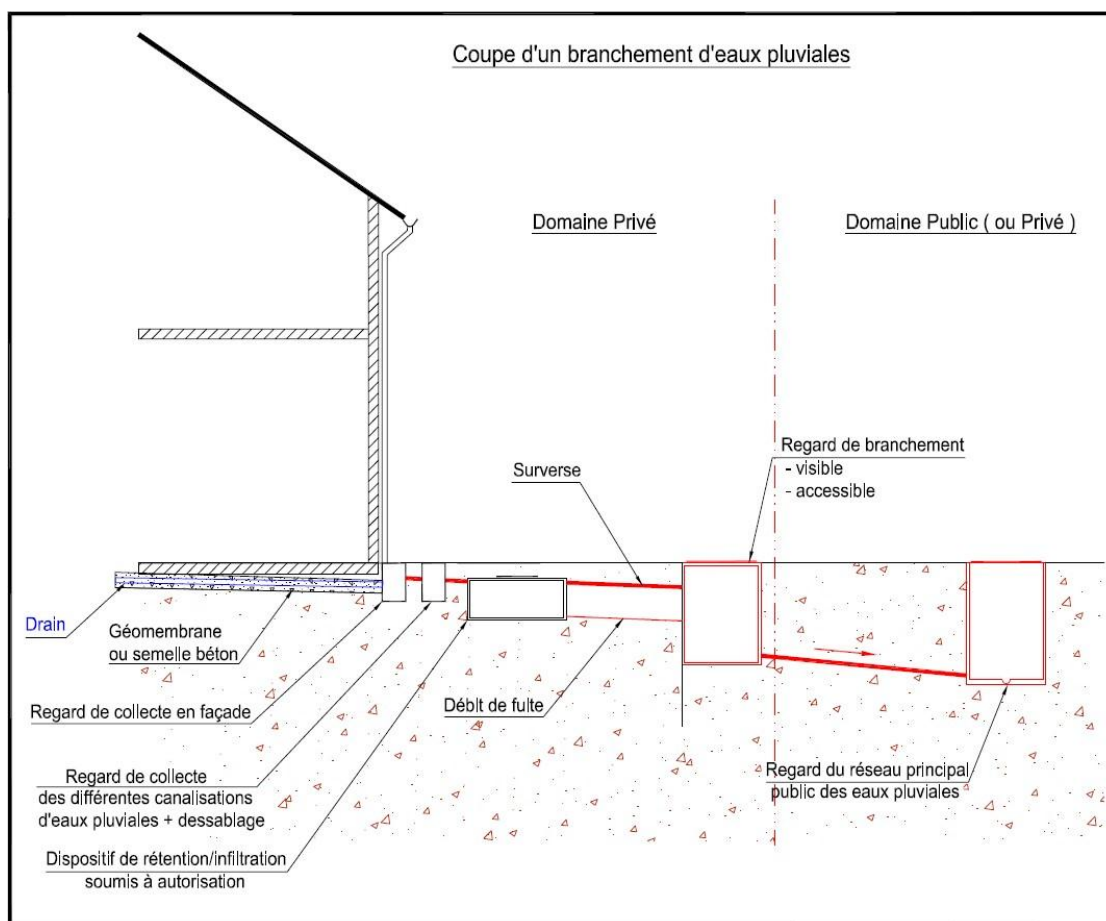 Coupe d'un branchement d'eaux pluviales
Domaine Privé
Domaine Public ( ou Privé )
Regard de branchement
- visible
- accessible
Surverse
Drain
Géomembrane
ou semelle béton
Regard de collecte en façade
Débit de fuite
Regard de collecte
des différentes canalisations
d'eaux pluviales + dessablage
Regard du réseau principal
public des eaux pluviales
Dispositif de rétention/infiltration
soumis à autorisation